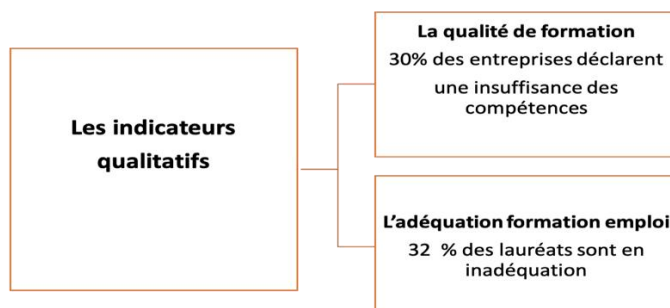 Les indicateurs
qualitatifs
La qualité de formation
30% des entreprises déclarent
une insuffisance des
compétences
L'adéquation formation emploi
32 % des lauréats sont en
inadéquation